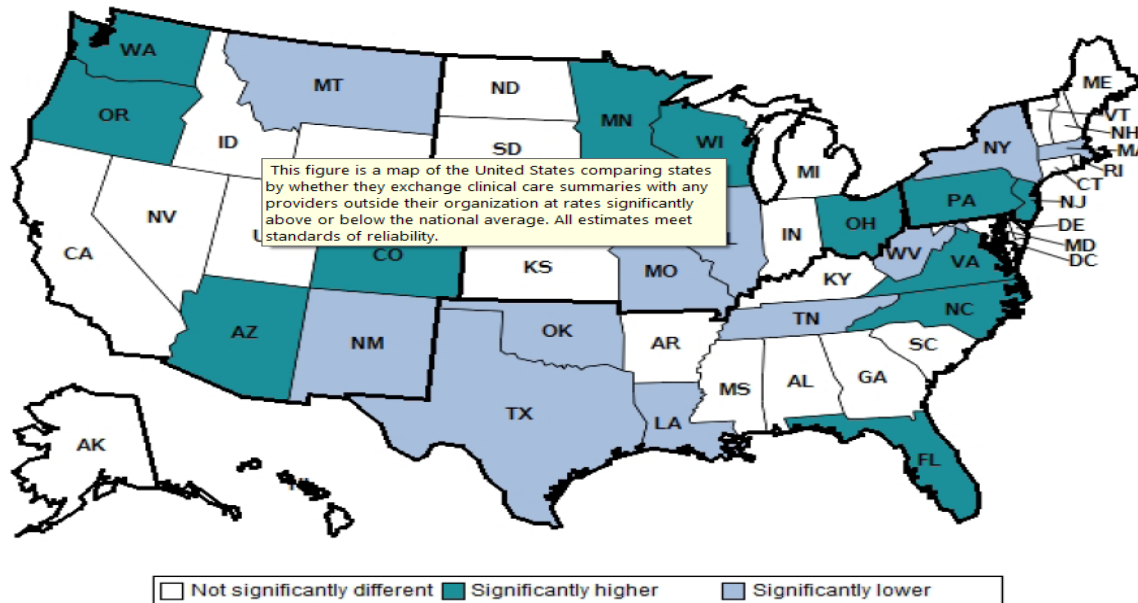 WA
MT
ND
ME
OR
MN
VT
ID
SD
WI
NH
NY
MA
MI
RI
CT
This figure is a map of the United States comparing states
by whether they exchange clinical care summaries with any
providers outside their organization at rates significantly
above or below the national average. All estimates meet
standards of reliability.
PA
NJ
NV
OH
DE
IN
MD
CA
CO
WV
DC
KS
MO
VA
KY
NC
AZ
OK
TN
NM
AR
SC
MS
AL
GA
TX
LA
AK
FL
Not significantly different
Significantly higher
Significantly lower